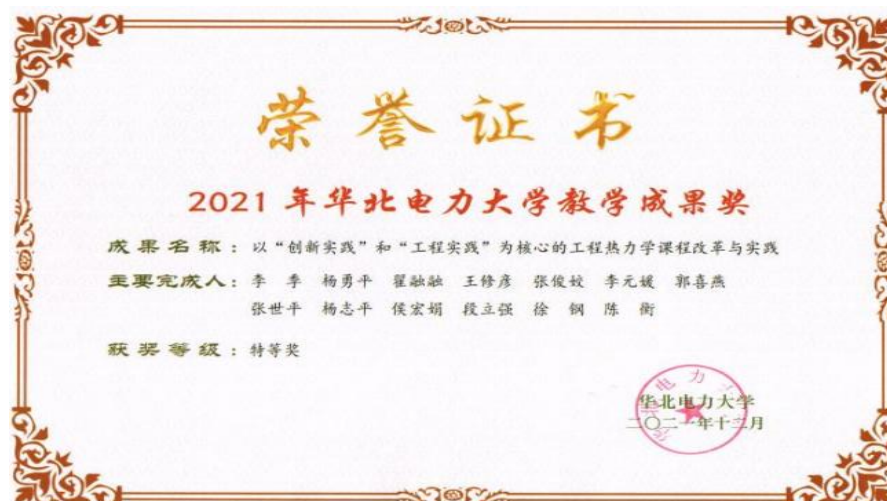 荣誉证书
2021年华北电力大学教学成果奖
成果名称：以“创新实践”和“工程实践”为核心的工程热力学课程改革与实践
主要完成人：李季 杨勇平 翟融融 王修彦 张俊姣 李元媛 郭喜燕
张世平 杨志平 侯宏娟 段立强 徐钢 陈衡
获奖等级：特等奖
华北电力大学
二〇二一年十二月